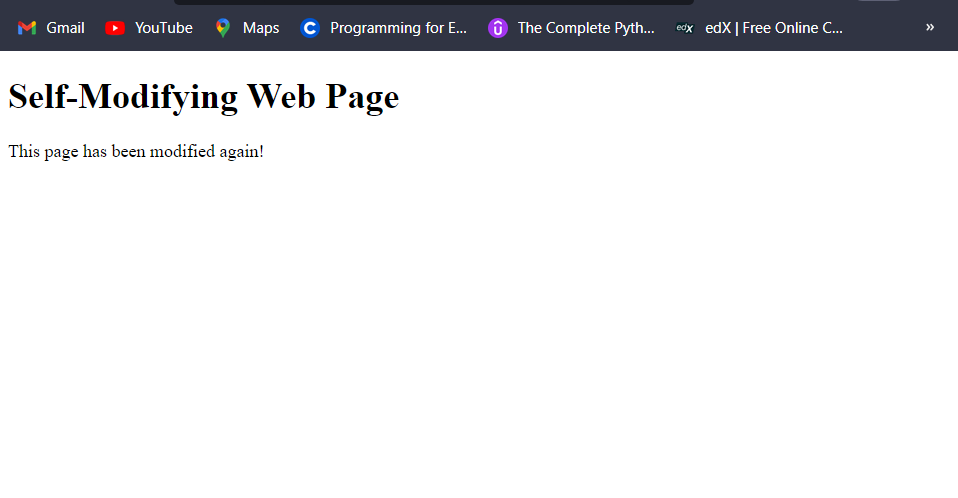 Gmail YouTube Maps Programming for E... The Complete Pyth... edX edX | Free Online C... »
Self-Modifying Web Page
This page has been modified again!